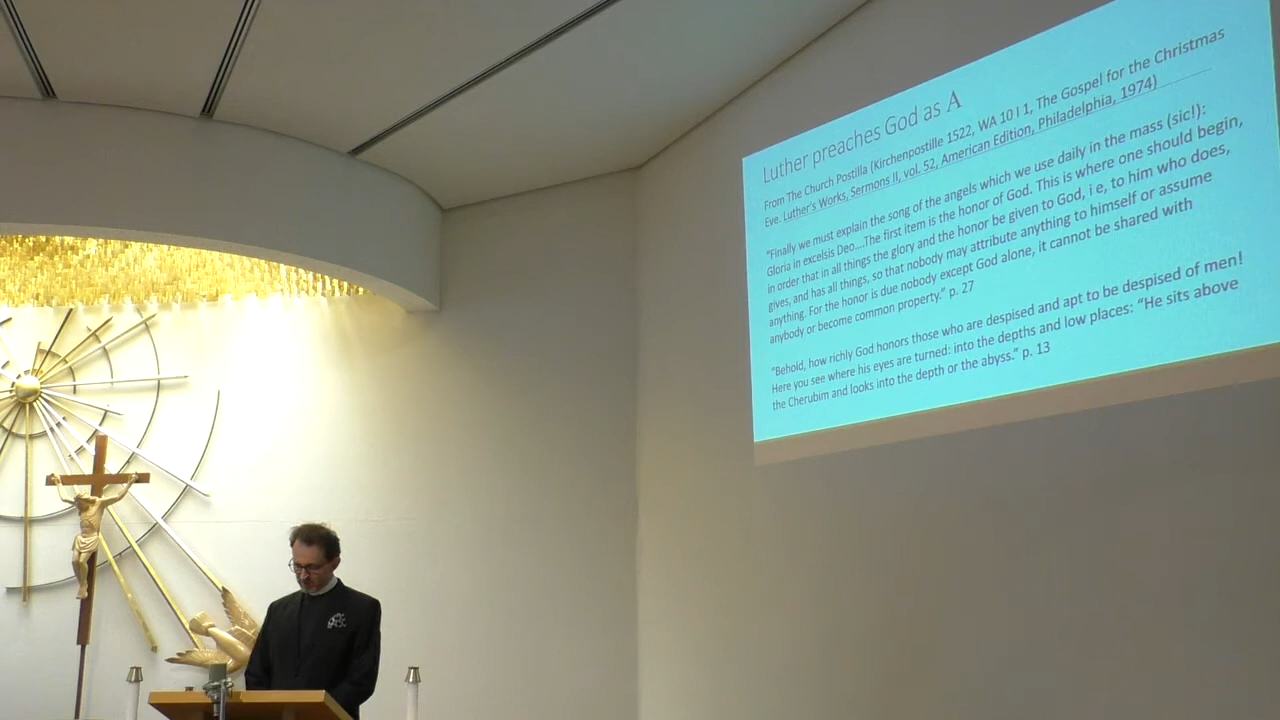 Luther preaches God as A
From The Church Postilla (Kirchenpostille 1522, WA 10 I 1, The Gospel for the Christmas
Eve. Luther's Works, Sermons II, vol. 52, American Edition, Philadelphia, 1974)
"Finally we must explain the song of the angels which we use daily in the mass (sic!):
Gloria in excelsis Deo....The first item is the honor of God. This is where one should begin,
in order that in all things the glory and the honor be given to God, i e, to him who does,
gives, and has all things, so that nobody may attribute anything to himself or assume
anything. For the honor is due nobody except God alone, it cannot be shared with
anybody or become common property." p. 27
"Behold, how richly God honors those who are despised and apt to be despised of men!
Here you see where his eyes are turned: into the depths and low places: "He sits above
the Cherubim and looks into the depth or the abyss." p. 13